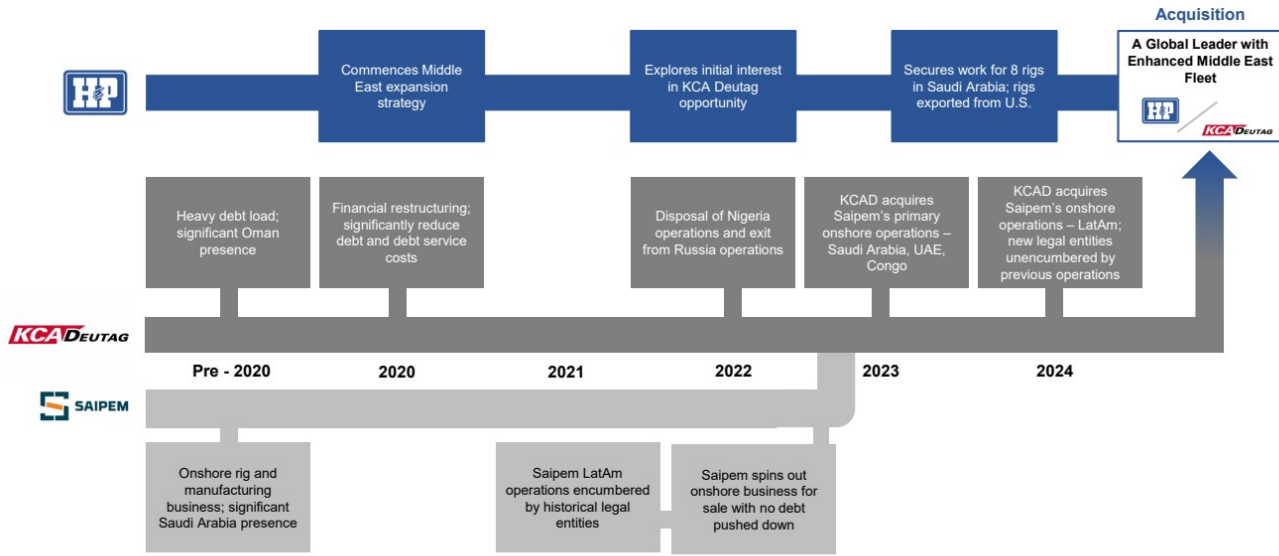 Acquisition
H&P
Commences Middle
East expansion
strategy
Explores initial interest
in KCA Deutag
opportunity
Secures work for 8 rigs
in Saudi Arabia; rigs
exported from U.S.
A Global Leader with
Enhanced Middle East
Fleet
H&P
KCA DEUTAG
Heavy debt load;
significant Oman
presence
Financial restructuring;
significantly reduce
debt and debt service
costs
Disposal of Nigeria
operations and exit
from Russia operations
KCAD acquires
Saipem's primary
onshore operations –
Saudi Arabia, UAE,
Congo
KCAD acquires
Saipem's onshore
operations – LatAm;
new legal entities
unencumbered by
previous operations
KCA DEUTAG
Pre - 2020
2020
2021
2022
2023
2024
SAIPEM
Onshore rig and
manufacturing
business; significant
Saudi Arabia presence
Saipem LatAm
operations encumbered
by historical legal
entities
Saipem spins out
onshore business for
sale with no debt
pushed down